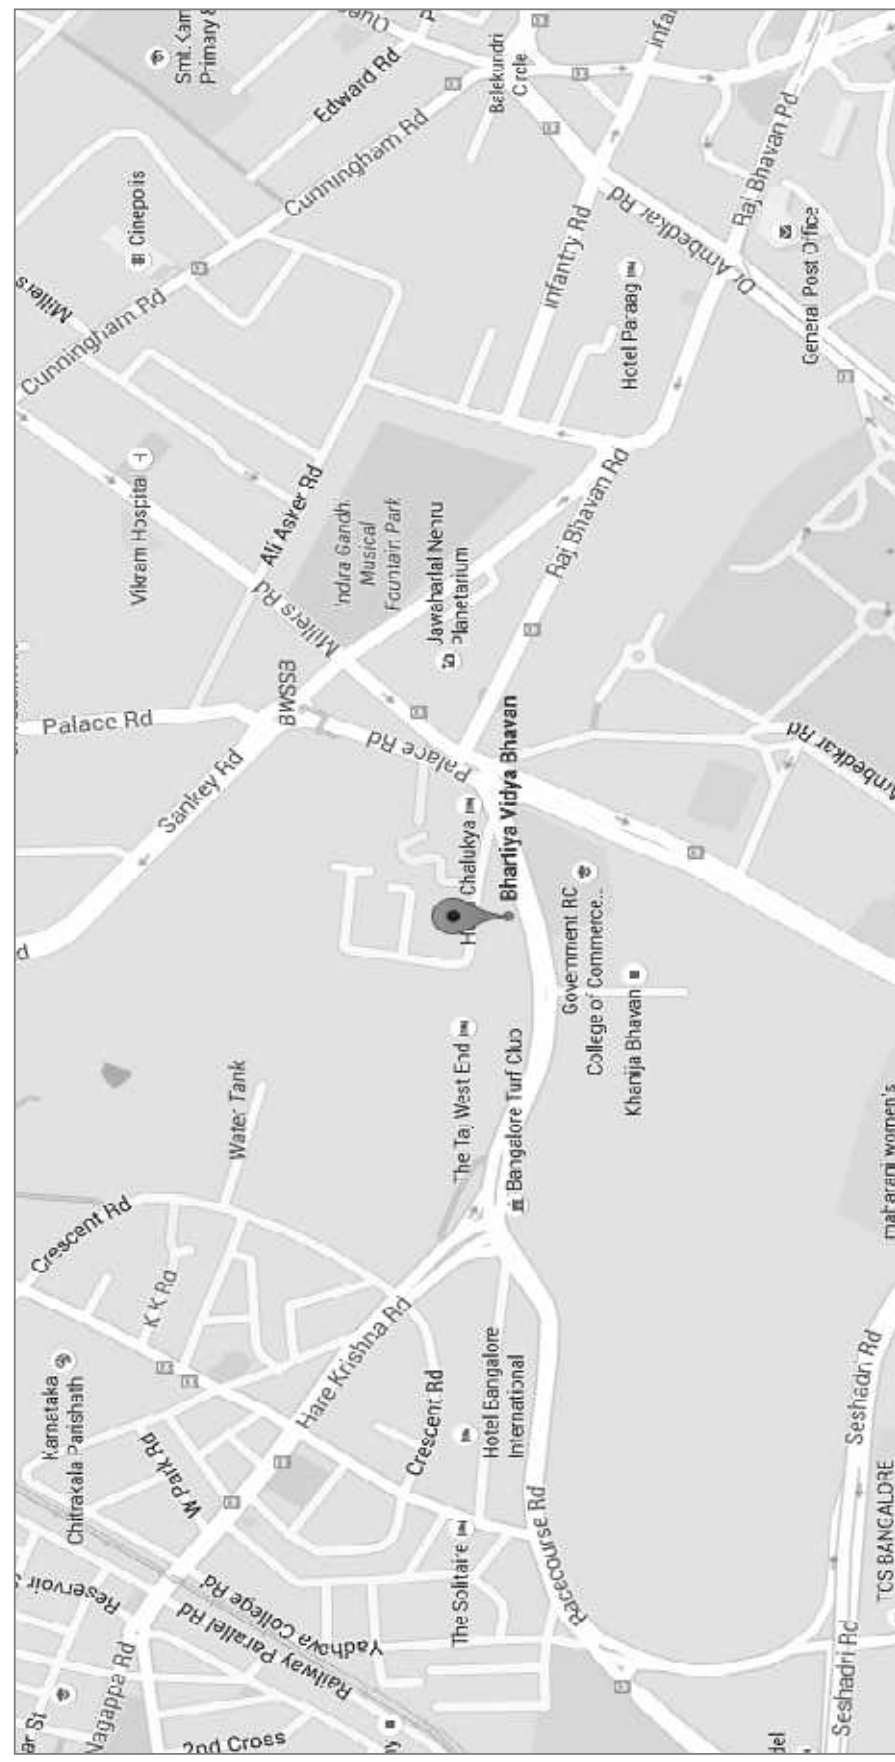 Primary
Edward Rd
Balekundri
Circle
Cunningham Rd
Raj Bhavan Rd
Cinepolis
Infantry Rd
Dr. Ambedkar Rd
General Post Office
Millers
Cunningham Rd
Hotel Paraag
Vikram Hospital
Ali Asker Rd
Indira Gandhi
Musical
Fountain Park
Raj Bhavan Rd
Jawaharlal Nehru
Planetarium
Millers Rd
BWSSB
Palace Rd
Palace Rd
Bhartiya Vidya Bhavan
Ambedkar Rd
Sankey Rd
Chalukya
Government RC
College of Commerce...
Khanija Bhavan
The Taj West End
Bangalore Turf Club
Water Tank
maharani women's
Crescent Rd
K K Rd
Hare Krishna Rd
Karnataka
Chitrakala Parishath
W Park Rd
Crescent Rd
Hotel Bangalore
International
Seshadri Rd
Racecourse Rd
The Solitaire
TCS BANGALORE
Reservoir
Yadhava College Rd
Railway Parallel Rd
Nagappa Rd
2nd Cross
Seshadri Rd